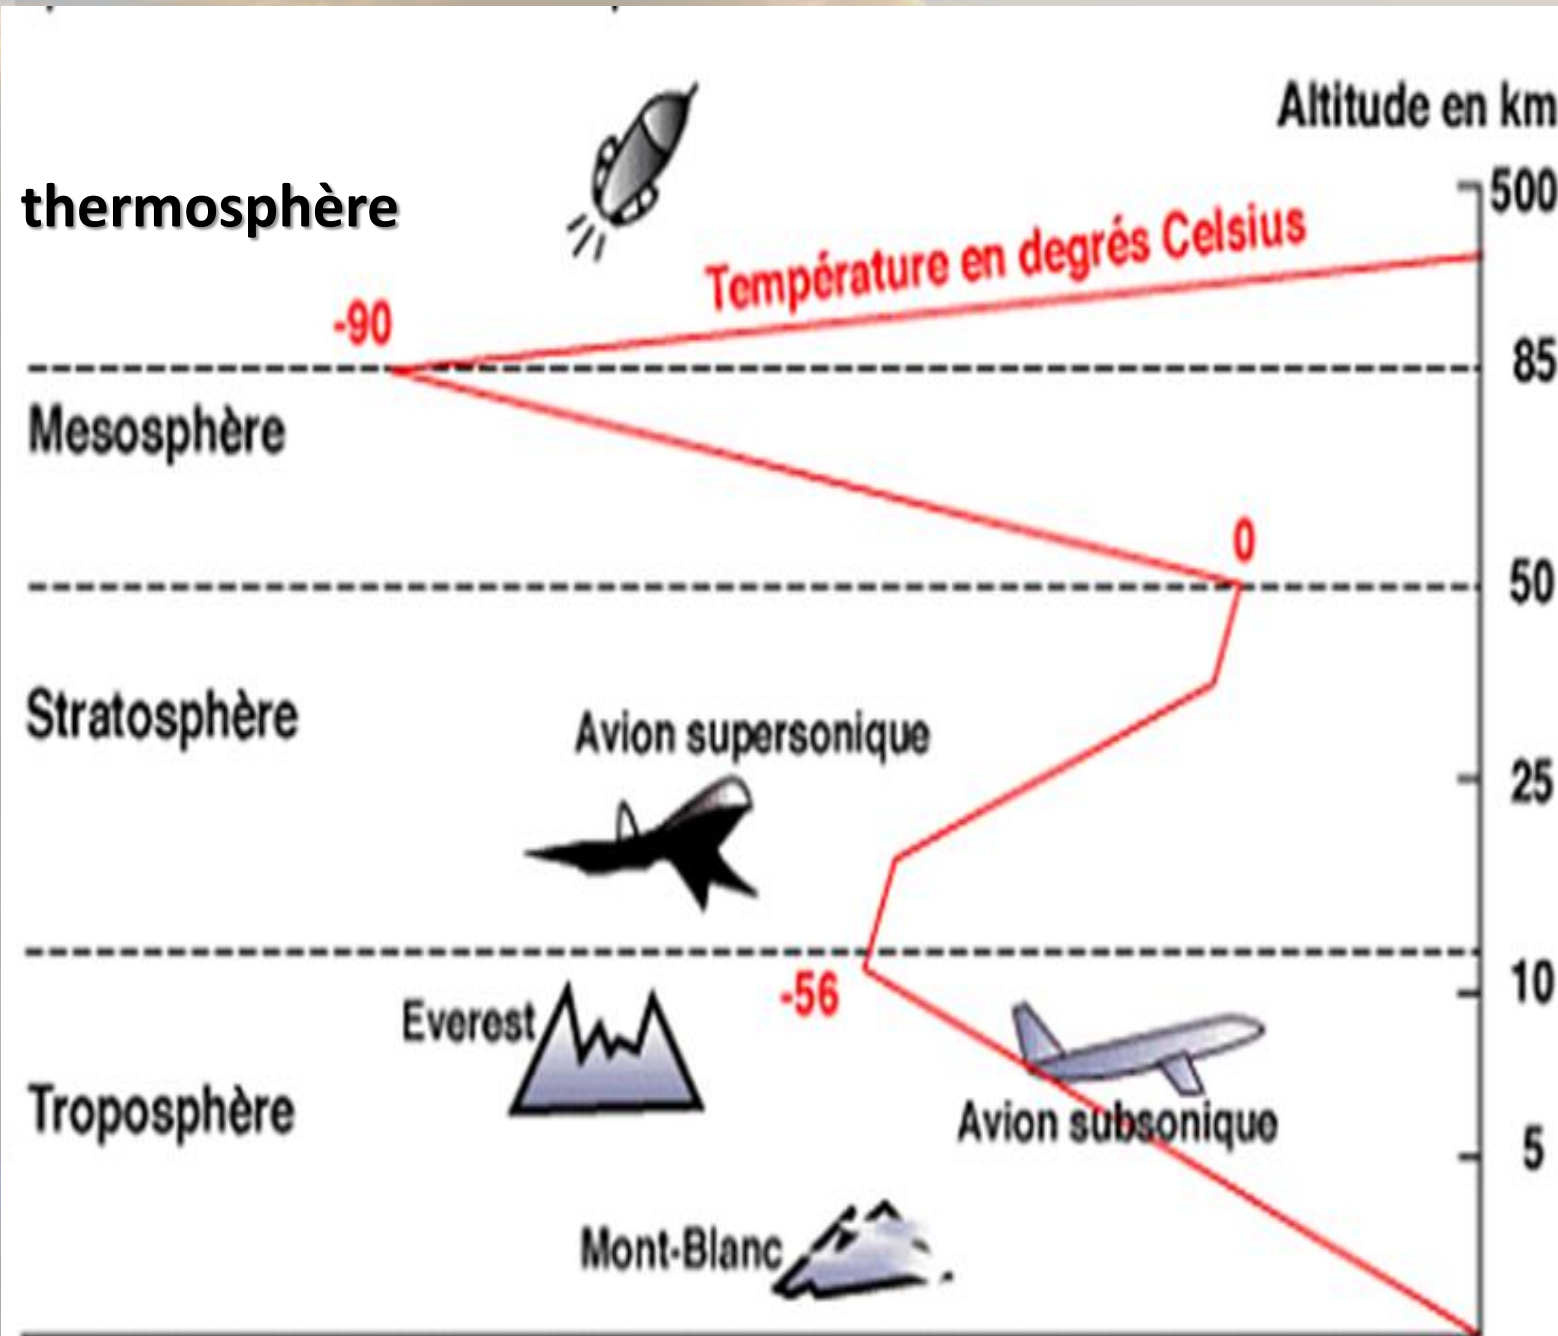 Altitude en km
500
thermosphère
Température en degrés Celsius
-90
85
Mesosphère
0
50
Stratosphère
Avion supersonique
25
-56
10
Everest
Troposphère
Avion subsonique
5
Mont-Blanc